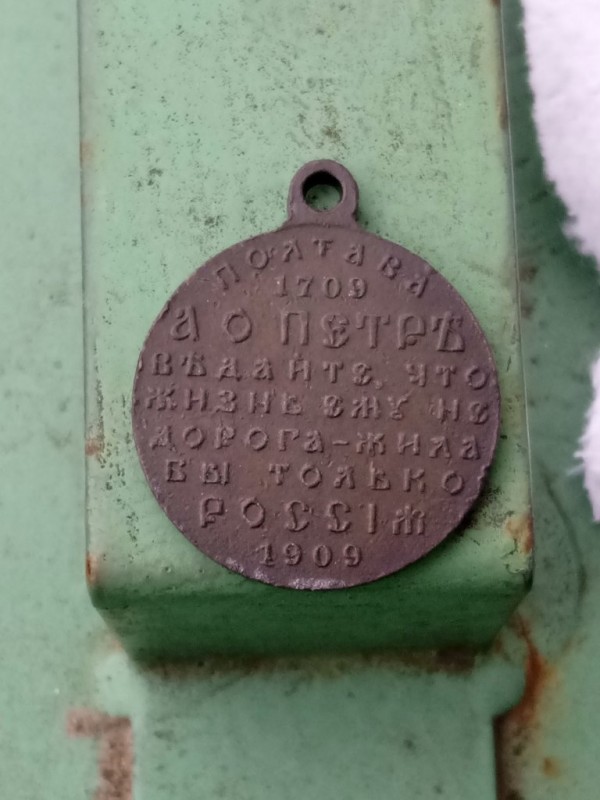 ПОЛТАВА
1709
А О ПЕТРѢ
ВѢДАЙТЕ, ЧТО
ЖИЗНЬ ЕМУ НЕ
ДОРОГА-ЖИЛА
БЫ ТОЛЬКО
РОССІЯ
1909